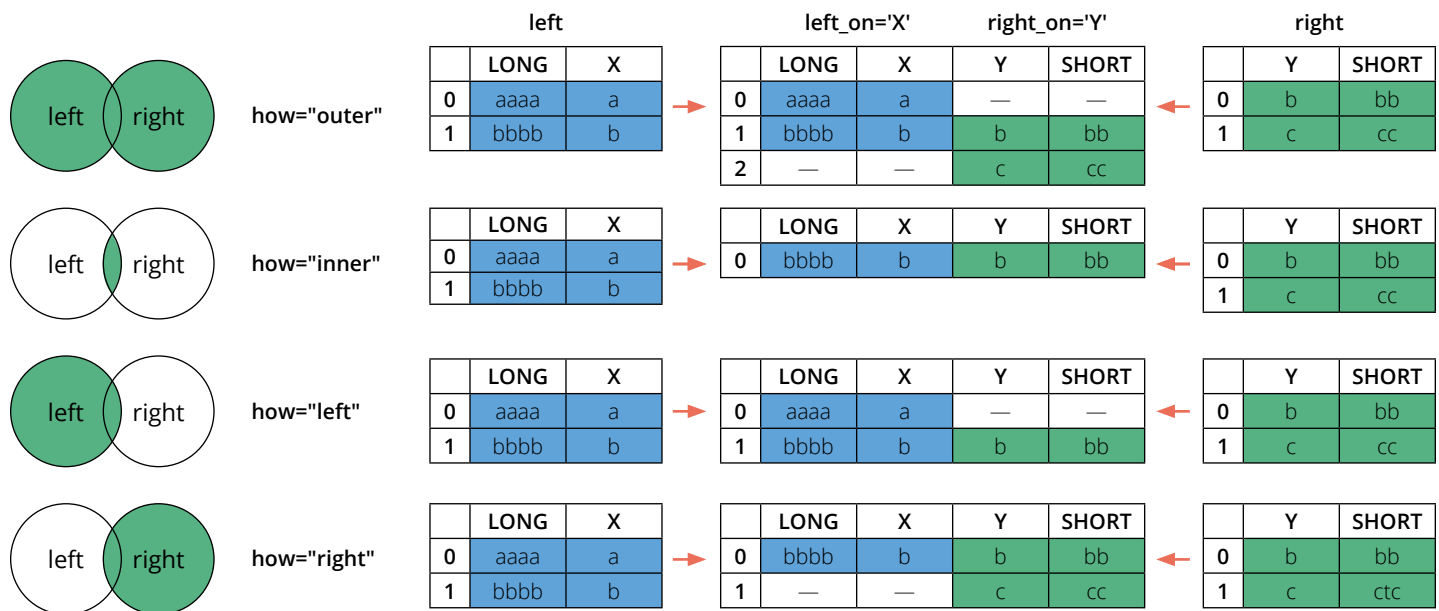 left left_on='X' right_on='Y' right
LONG X LONG X Y SHORT Y SHORT
left right how="outer" 0 aaaa a 0 aaaa a — — 0 b bb
1 bbbb b 1 bbbb b b bb 1 c cc
2 — — c cc
LONG X LONG X Y SHORT Y SHORT
left right how="inner" 0 aaaa a 0 bbbb b b bb 0 b bb
1 bbbb b 1 c cc
LONG X LONG X Y SHORT Y SHORT
left right how="left" 0 aaaa a 0 aaaa a — — 0 b bb
1 bbbb b 1 bbbb b b bb 1 c cc
LONG X LONG X Y SHORT Y SHORT
left right how="right" 0 aaaa a 0 bbbb b b bb 0 b bb
1 bbbb b 1 — — c cc 1 c ctc